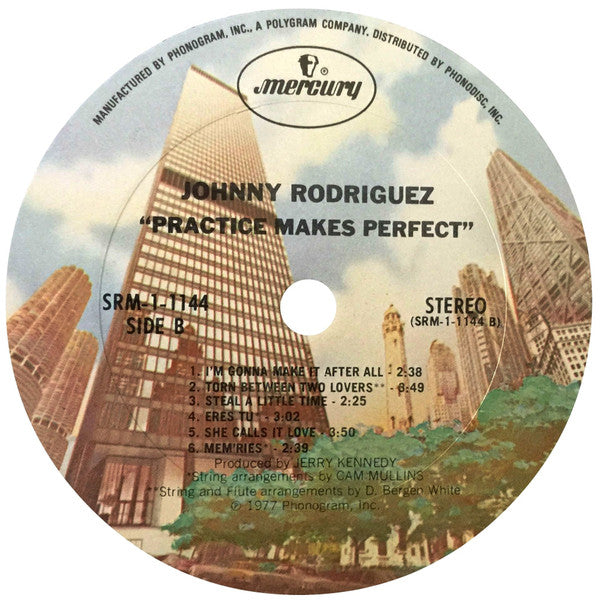 MANUFACTURED BY PHONOGRAM, INC., A POLYGRAM COMPANY. DISTRIBUTED BY PHONODISC, INC.
®
mercury
JOHNNY RODRIGUEZ
“PRACTICE MAKES PERFECT”
SRM-1-1144
SIDE B
STEREO
(SRM-1-1144 B)
1. I'M GONNA MAKE IT AFTER ALL - 2:38
2. TORN BETWEEN TWO LOVERS** - 3:49
3. STEAL A LITTLE TIME - 2:25
4. ERES TU* - 3:02
5. SHE CALLS IT LOVE - 3:50
6. MEM'RIES* - 2:39
Produced by JERRY KENNEDY
*String arrangements by CAM MULLINS
**String and Flute arrangements by D. Bergen White
℗ 1977 Phonogram, Inc.